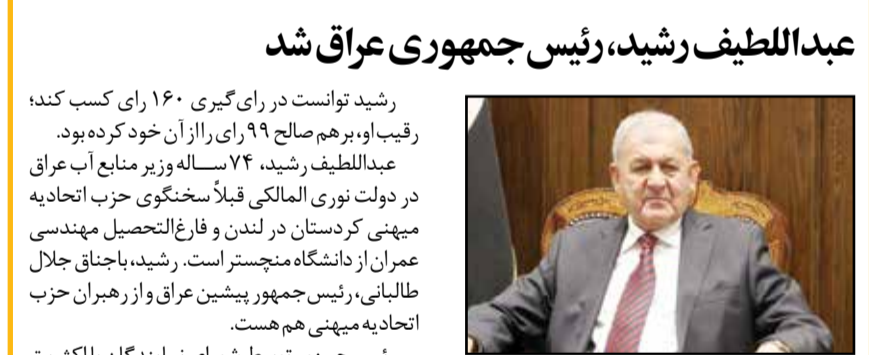 عبداللطیف رشید، رئیس جمهوری عراق شد
رشید توانست در رای گیری ۱۶۰ رای کسب کند؛
رقیب او، برهم صالح ۹۹ رای را از آن خود کرده بود.
عبداللطیف رشید، ۷۴ ســاله وزیر منابع آب عراق
در دولت نوری المالکی قبلاً سخنگوی حزب اتحادیه
میهنی کردستان در لندن و فارغ‌التحصیل مهندسی
عمران از دانشگاه منچستر است. رشید، باجناق جلال
طالبانی، رئیس جمهور پیشین عراق و از رهبران حزب
اتحادیه میهنی هم هست.